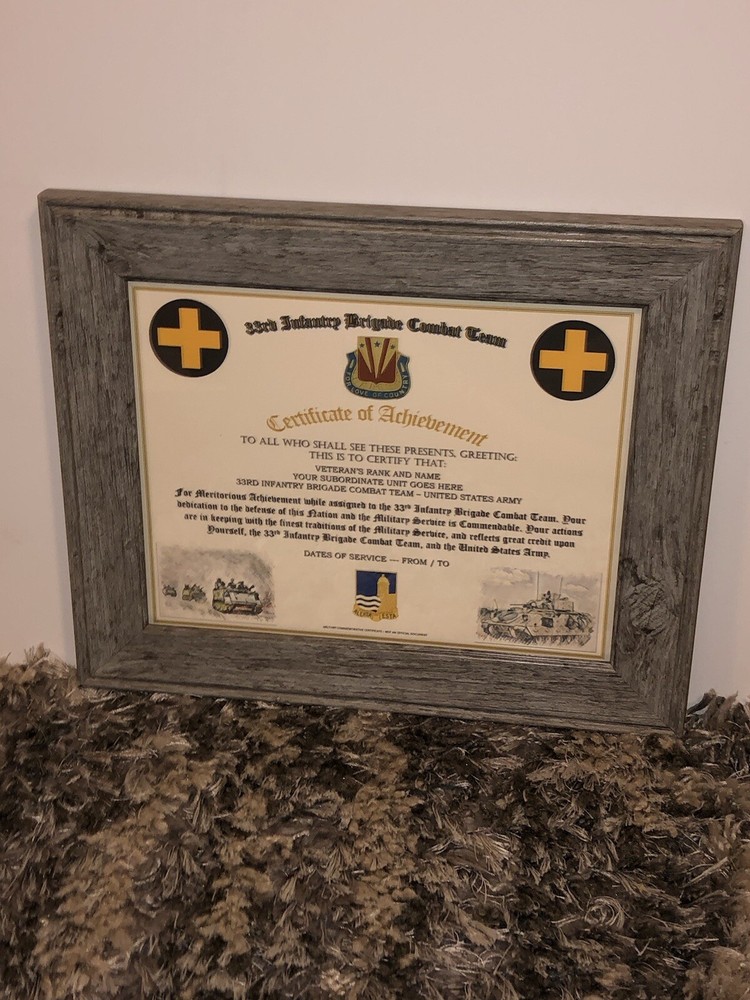 33rd Infantry Brigade Combat Team
FOR LOVE OF COUNTRY
Certificate of Achievement
TO ALL WHO SHALL SEE THESE PRESENTS, GREETING:
THIS IS TO CERTIFY THAT:
VETERAN'S RANK AND NAME
YOUR SUBORDINATE UNIT GOES HERE
33RD INFANTRY BRIGADE COMBAT TEAM – UNITED STATES ARMY
For Meritorious Achievement while assigned to the 33rd Infantry Brigade Combat Team. Your
dedication to the defense of this Nation and the Military Service is Commendable. Your actions
are in keeping with the finest traditions of the Military Service, and reflects great credit upon
Yourself, the 33rd Infantry Brigade Combat Team, and the United States Army.
DATES OF SERVICE --- FROM / TO